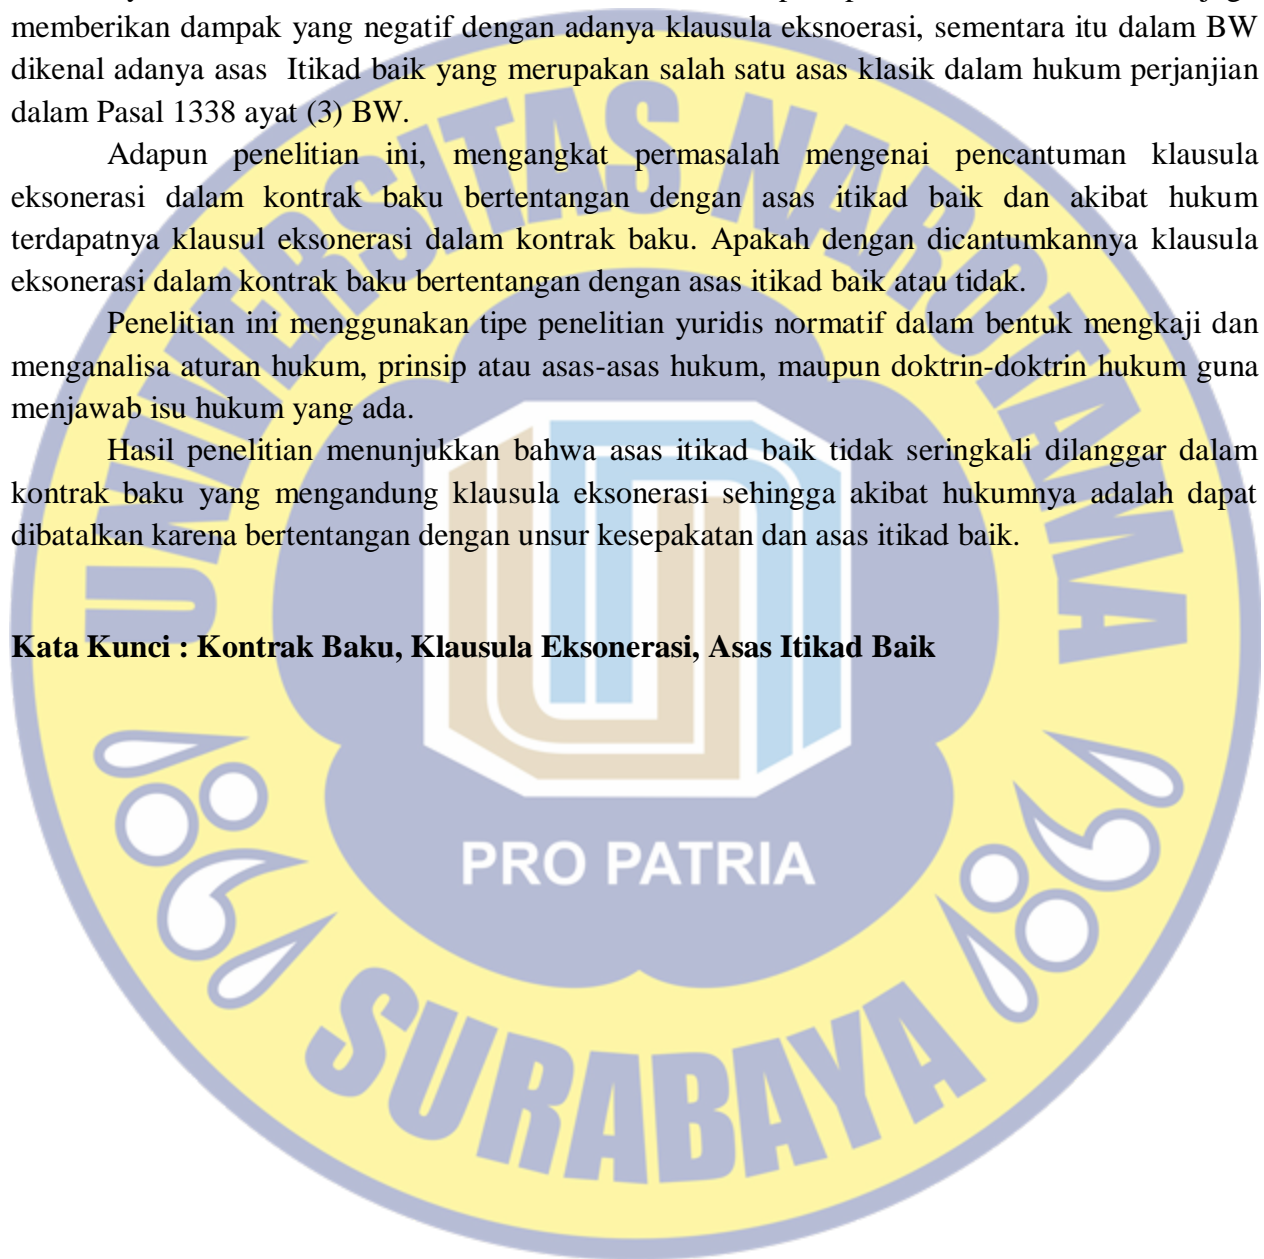 memberikan dampak yang negatif dengan adanya klausula eksnoerasi, sementara itu dalam BW
dikenal adanya asas Itikad baik yang merupakan salah satu asas klasik dalam hukum perjanjian
dalam Pasal 1338 ayat (3) BW.
Adapun penelitian ini, mengangkat permasalah mengenai pencantuman klausula
eksonerasi dalam kontrak baku bertentangan dengan asas itikad baik dan akibat hukum
terdapatnya klausul eksonerasi dalam kontrak baku. Apakah dengan dicantumkannya klausula
eksonerasi dalam kontrak baku bertentangan dengan asas itikad baik atau tidak.
Penelitian ini menggunakan tipe penelitian yuridis normatif dalam bentuk mengkaji dan
menganalisa aturan hukum, prinsip atau asas-asas hukum, maupun doktrin-doktrin hukum guna
menjawab isu hukum yang ada.
Hasil penelitian menunjukkan bahwa asas itikad baik tidak seringkali dilanggar dalam
kontrak baku yang mengandung klausula eksonerasi sehingga akibat hukumnya adalah dapat
dibatalkan karena bertentangan dengan unsur kesepakatan dan asas itikad baik.
Kata Kunci : Kontrak Baku, Klausula Eksonerasi, Asas Itikad Baik
UNIVERSITAS NAROTAMA
PRO PATRIA
SURABAYA